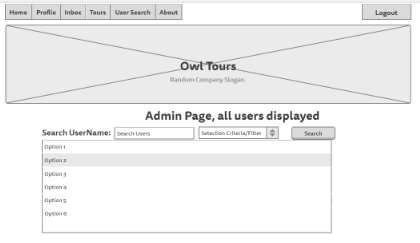 Home Profile Inbox Tours User Search About Logout
Owl Tours
Random Company Slogan.
Admin Page, all users displayed
Search UserName: Search Users Selection Criteria/Filter Search
Option 1
Option 2
Option 3
Option 4
Option 5
Option 6